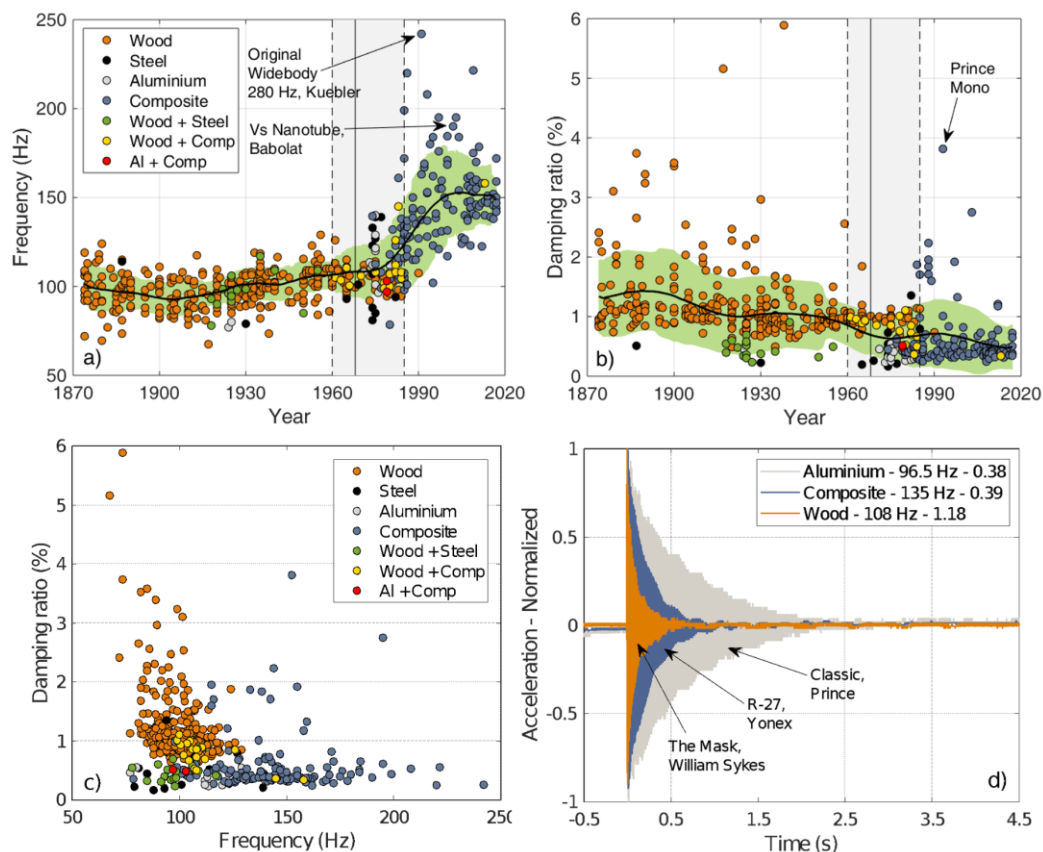 250
200
150
100
50
Frequency (Hz)
Wood
Steel
Aluminium
Composite
Wood + Steel
Wood + Comp
Al + Comp
Original
Widebody
280 Hz, Kuebler
Vs Nanotube,
Babolat
a)
1870
1900
1930
1960
1990
2020
Year
6
5
4
3
2
1
0
Damping ratio (%)
Prince
Mono
b)
1870
1900
1930
1960
1990
2020
Year
6
5
4
3
2
1
0
Damping ratio (%)
Wood
Steel
Aluminium
Composite
Wood +Steel
Wood +Comp
Al +Comp
c)
50
100
150
200
250
Frequency (Hz)
1
0.5
0
-0.5
-1
Acceleration - Normalized
Aluminium - 96.5 Hz - 0.38
Composite - 135 Hz - 0.39
Wood - 108 Hz - 1.18
Classic,
Prince
R-27,
Yonex
The Mask,
William Sykes
d)
-0.5
0.5
1.5
2.5
3.5
4.5
Time (s)